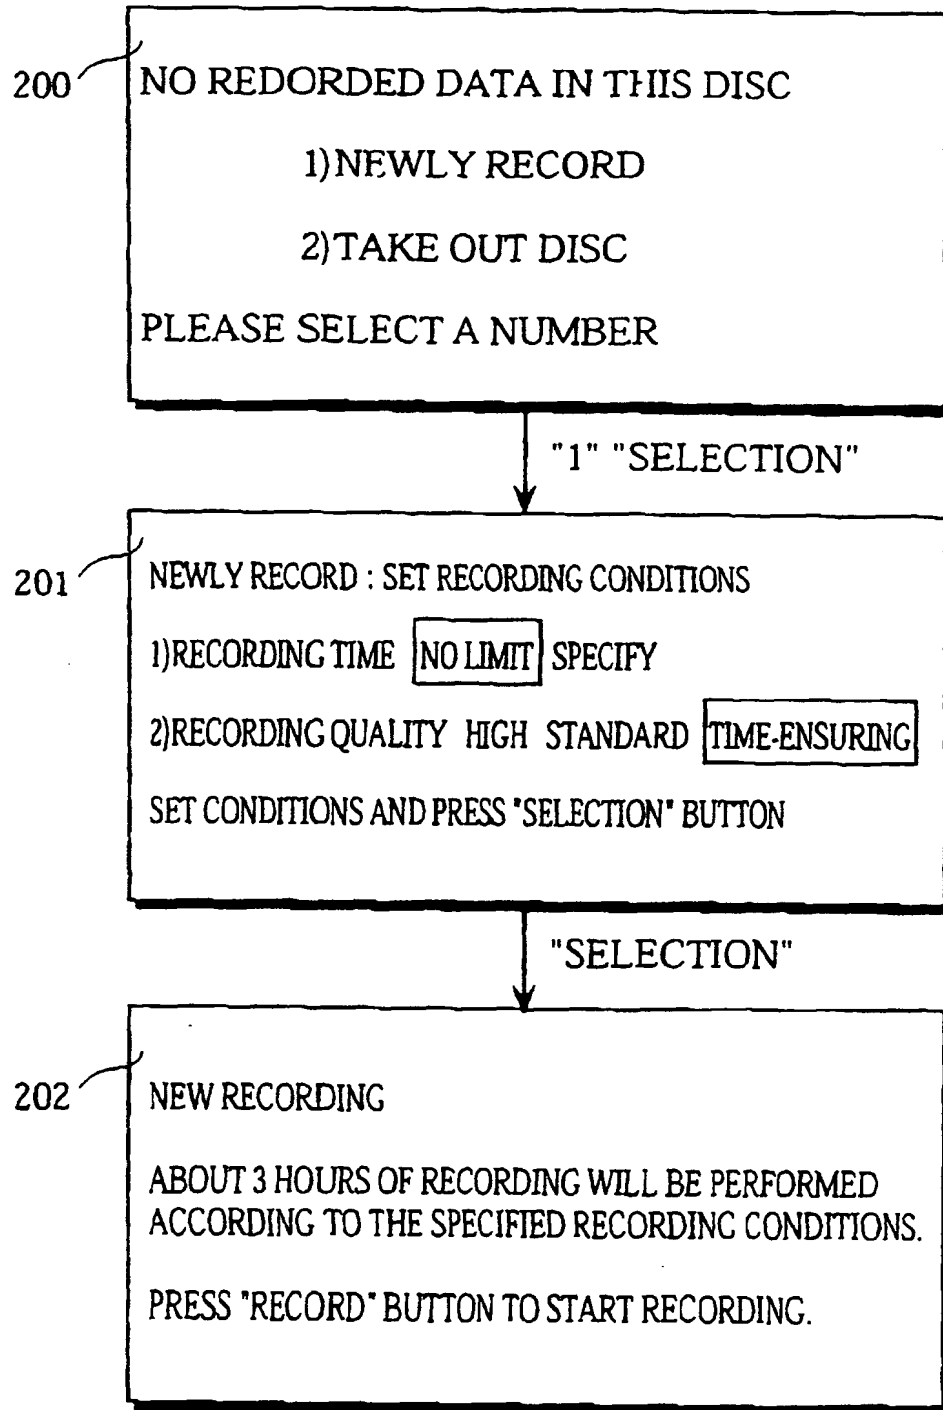 200
NO REDORDED DATA IN THIS DISC
1)NEWLY RECORD
2)TAKE OUT DISC
PLEASE SELECT A NUMBER
"1" "SELECTION"
201
NEWLY RECORD : SET RECORDING CONDITIONS
1)RECORDING TIME NO LIMIT SPECIFY
2)RECORDING QUALITY HIGH STANDARD TIME-ENSURING
SET CONDITIONS AND PRESS "SELECTION" BUTTON
"SELECTION"
202
NEW RECORDING
ABOUT 3 HOURS OF RECORDING WILL BE PERFORMED
ACCORDING TO THE SPECIFIED RECORDING CONDITIONS.
PRESS "RECORD" BUTTON TO START RECORDING.